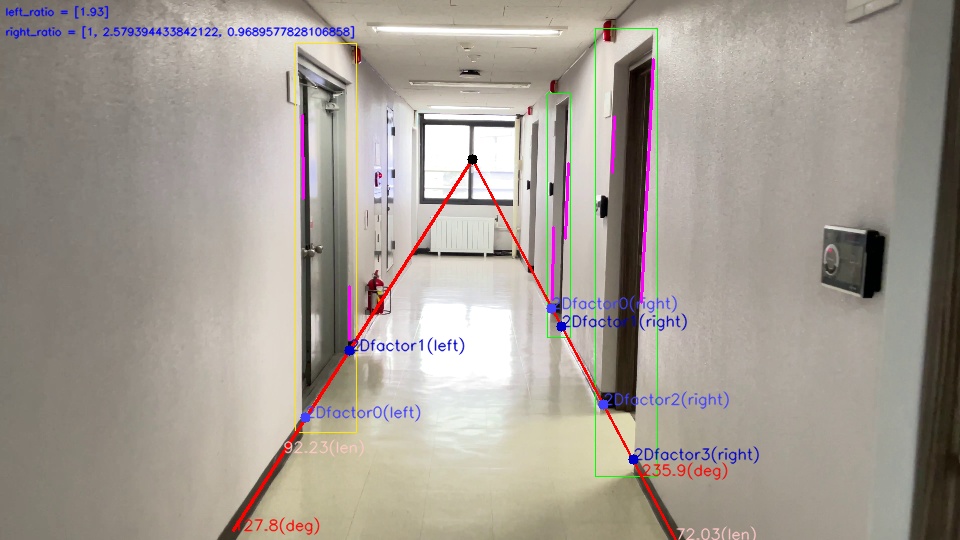 left_ratio = [1.93]
right_ratio = [1, 2.579394433842122, 0.9689577828106858]
2Dfactor0(right)
2Dfactor1(right)
2Dfactor1(left)
2Dfactor2(right)
2Dfactor0(left)
92.23(len)
2Dfactor3(right)
235.9(deg)
127.8(deg)
72.03(len)